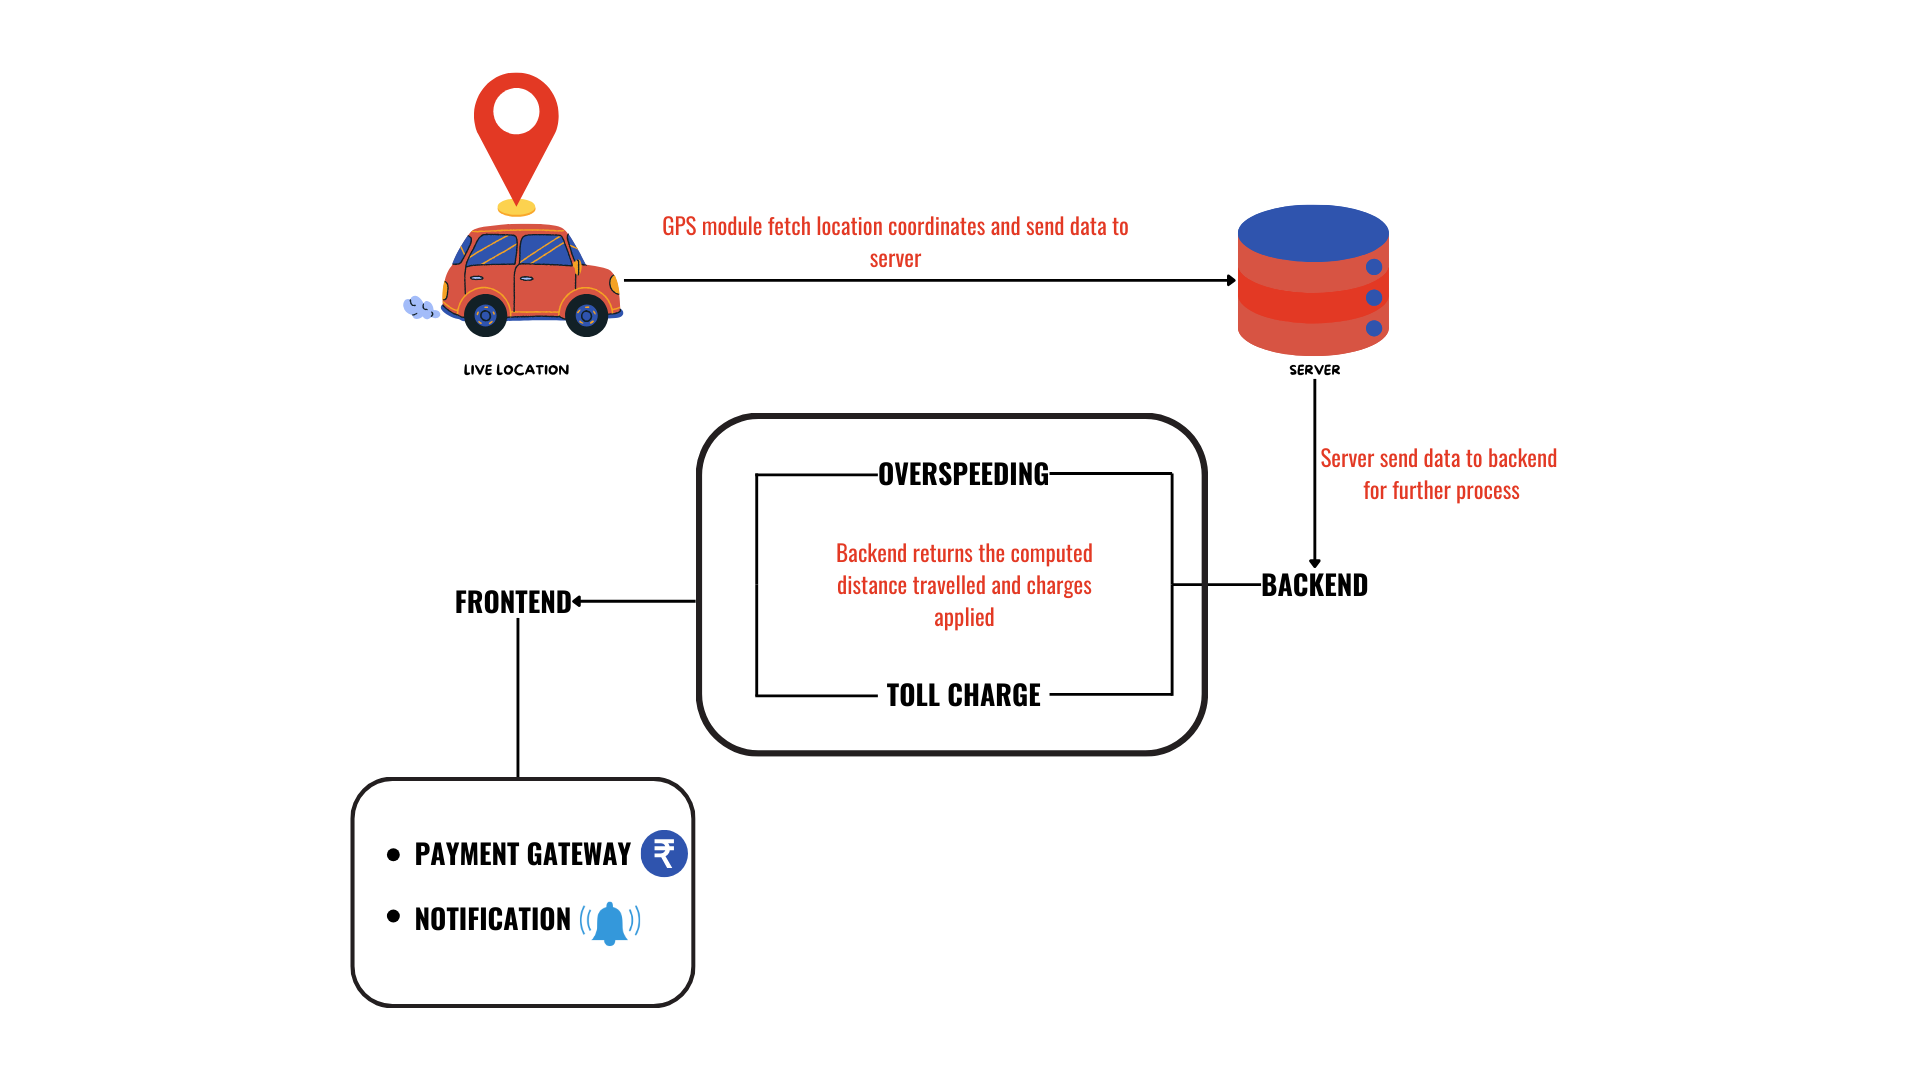 GPS module fetch location coordinates and send data to
server
LIVE LOCATION
SERVER
Server send data to backend
for further process
OVERSPEEDING
Backend returns the computed
distance travelled and charges
applied
TOLL CHARGE
BACKEND
FRONTEND
• PAYMENT GATEWAY ₹
• NOTIFICATION